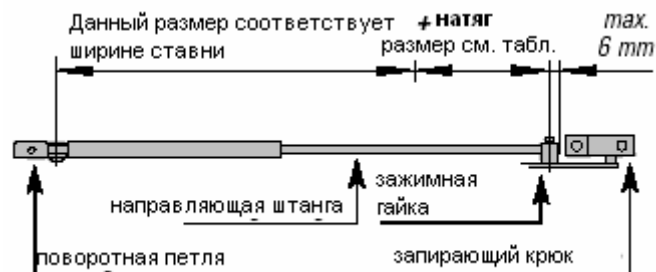 Данный размер соответствует
ширине ставни
+ натяг
размер см. табл.
max.
6 mm
зажимная
гайка
направляющая штанга
поворотная петля
запирающий крюк